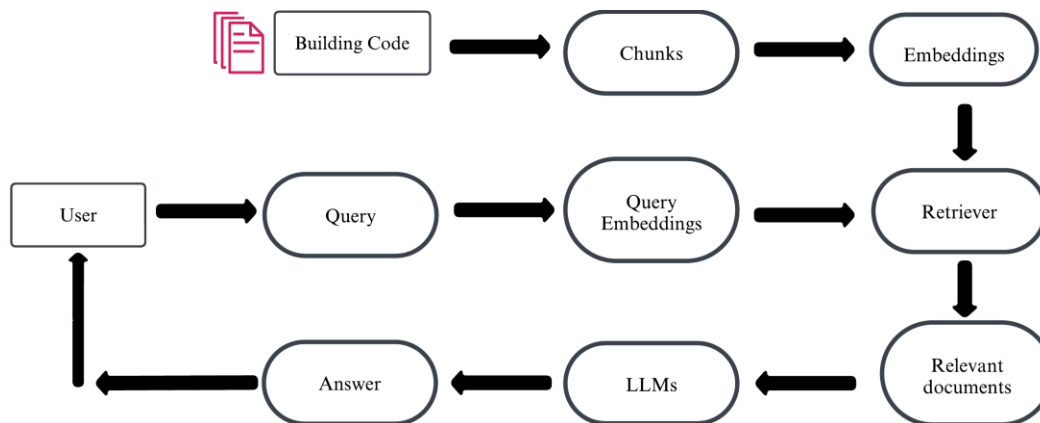 Building Code
Chunks
Embeddings
User
Query
Query
Embeddings
Retriever
Answer
LLMs
Relevant
documents